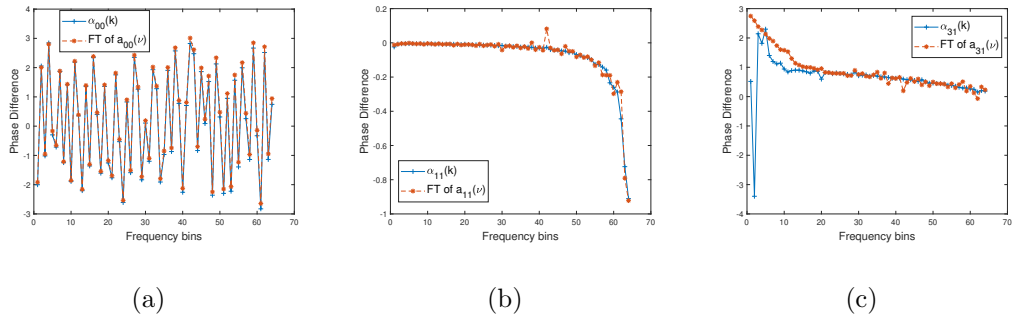 4
3
2
1
0
-1
-2
-3
0 10 20 30 40 50 60 70
Phase Difference
Frequency bins
α00(k)
FT of a00(ν)
(a)
0.2
0
-0.2
-0.4
-0.6
-0.8
-1
0 10 20 30 40 50 60 70
Phase Difference
Frequency bins
α11(k)
FT of a11(ν)
(b)
3
2
1
0
-1
-2
-3
-4
0 10 20 30 40 50 60 70
Phase Difference
Frequency bins
α31(k)
FT of a31(ν)
(c)